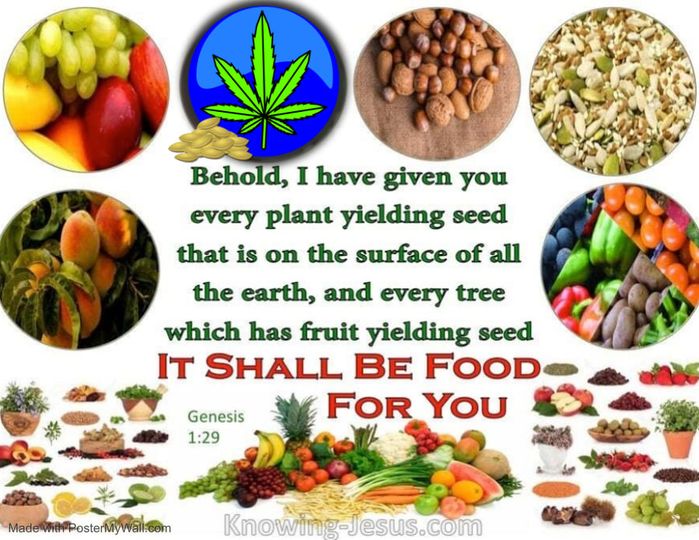 Behold, I have given you
every plant yielding seed
that is on the surface of all
the earth, and every tree
which has fruit yielding seed
IT SHALL BE FOOD
FOR YOU
Genesis
1:29
Made with PosterMyWall.com
Knowing-Jesus.com